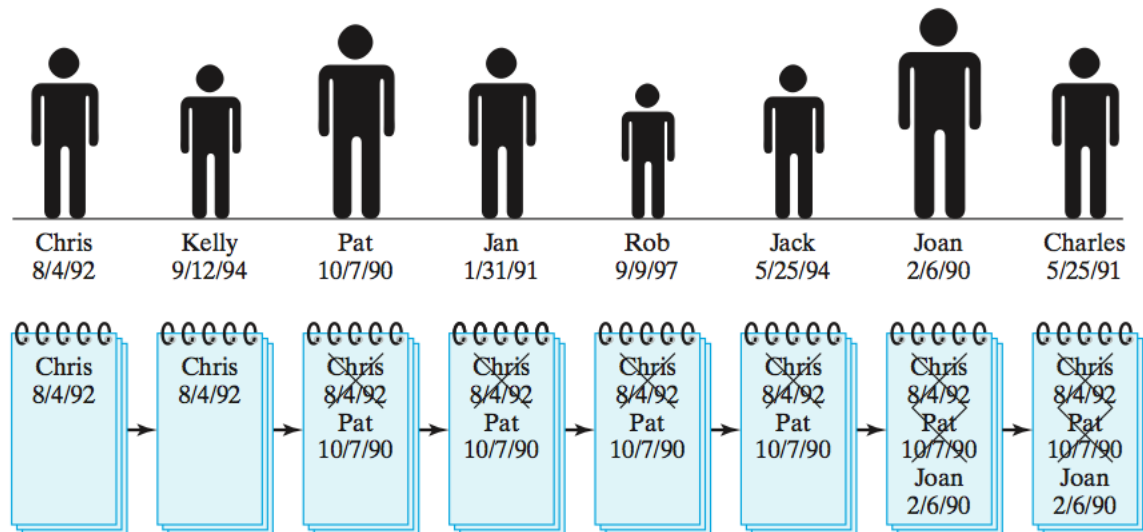 Chris
8/4/92
Kelly
9/12/94
Pat
10/7/90
Jan
1/31/91
Rob
9/9/97
Jack
5/25/94
Joan
2/6/90
Charles
5/25/91
Chris
8/4/92
Chris
8/4/92
Chris
8/4/92
Pat
10/7/90
Chris
8/4/92
Pat
10/7/90
Chris
8/4/92
Pat
10/7/90
Chris
8/4/92
Pat
10/7/90
Chris
8/4/92
Pat
10/7/90
Joan
2/6/90
Chris
8/4/92
Pat
10/7/90
Joan
2/6/90